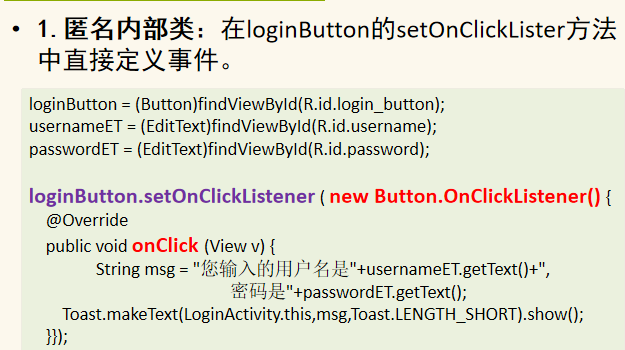 • 1. 匿名内部类：在loginButton的setOnClickLister方法
中直接定义事件。
loginButton = (Button)findViewById(R.id.login_button);
usernameET = (EditText)findViewById(R.id.username);
passwordET = (EditText)findViewById(R.id.password);
loginButton.setOnClickListener ( new Button.OnClickListener() {
@Override
public void onClick (View v) {
String msg = "您输入的用户名是"+usernameET.getText()+",
密码是"+passwordET.getText();
Toast.makeText(LoginActivity.this,msg,Toast.LENGTH_SHORT).show();
}});